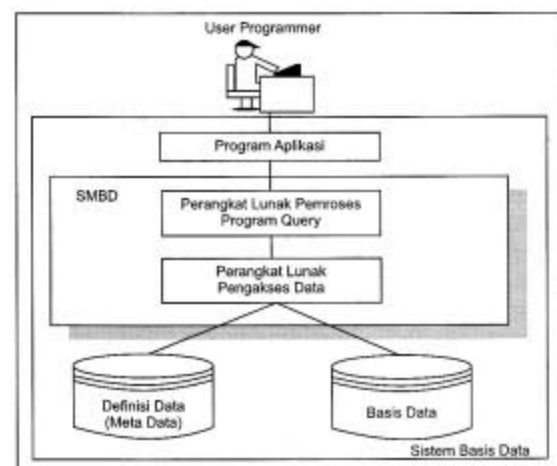 User Programmer
Program Aplikasi
SMBD
Perangkat Lunak Pemroses
Program Query
Perangkat Lunak
Pengakses Data
Definisi Data
(Meta Data)
Basis Data
Sistem Basis Data